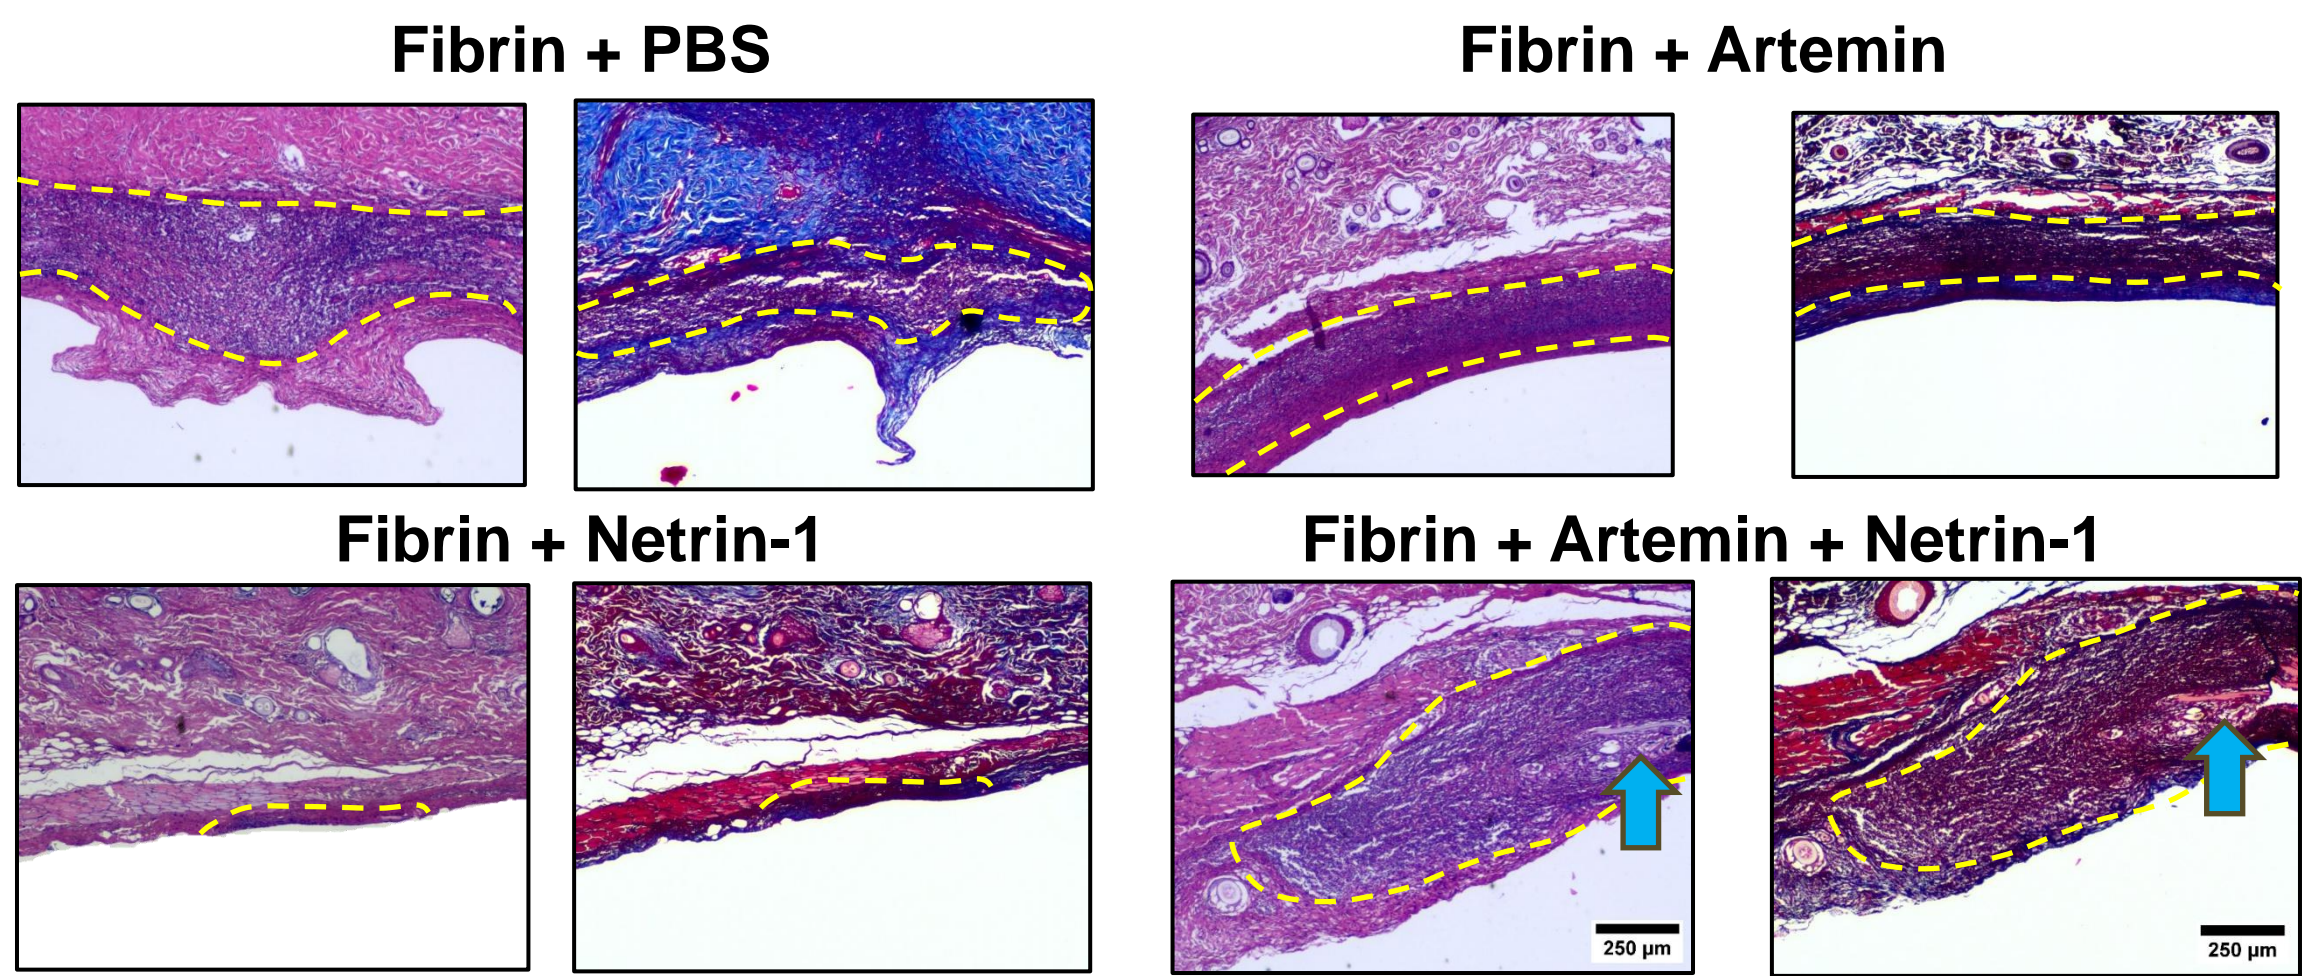 Fibrin + PBS
Fibrin + Artemin
Fibrin + Netrin-1
Fibrin + Artemin + Netrin-1
250 µm
250 µm